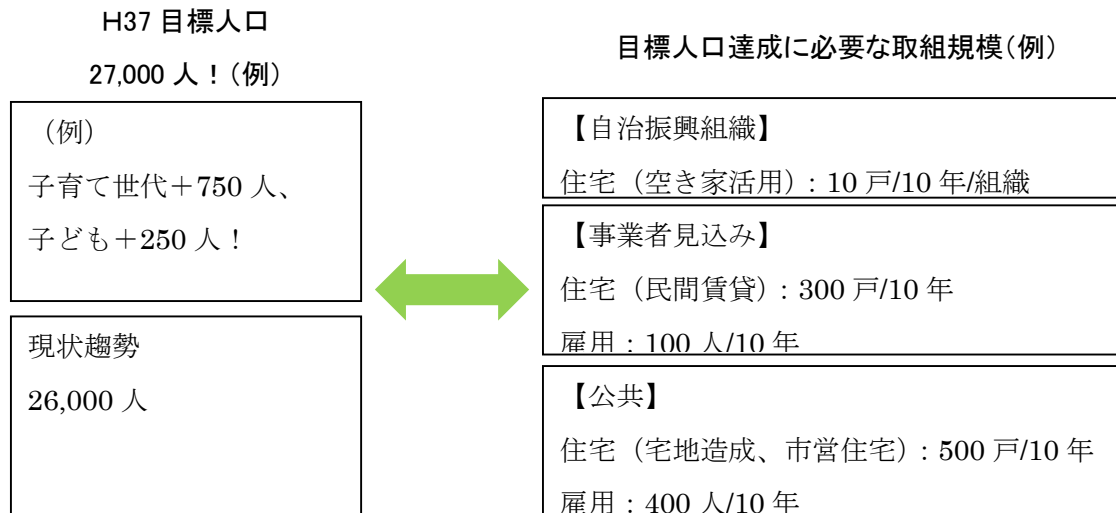 H37 目標人口
27,000 人！（例）
（例）
子育て世代＋750 人、
子ども＋250 人！
現状趨勢
26,000 人
目標人口達成に必要な取組規模（例）
【自治振興組織】
住宅（空き家活用）：10 戸/10 年/組織
【事業者見込み】
住宅（民間賃貸）：300 戸/10 年
雇用：100 人/10 年
【公共】
住宅（宅地造成、市営住宅）：500 戸/10 年
雇用：400 人/10 年